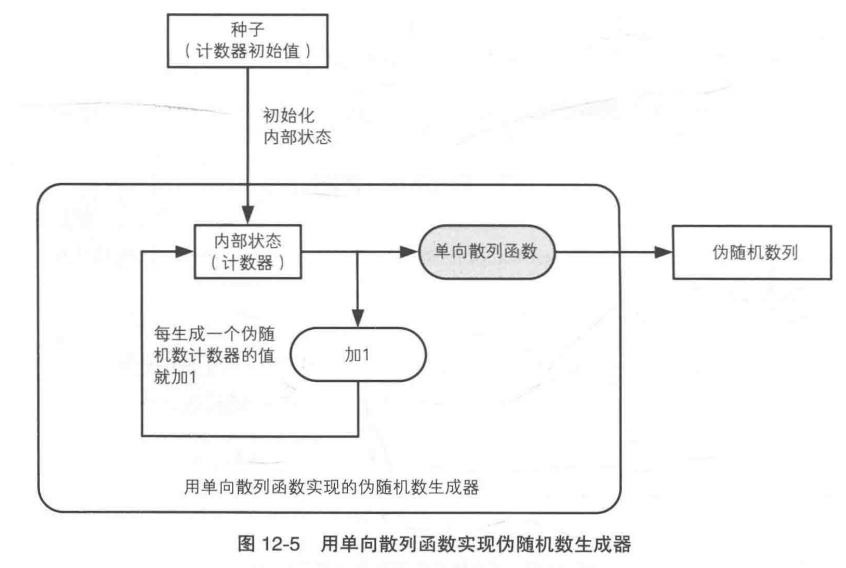 种子
(计数器初始值)
初始化
内部状态
内部状态
(计数器)
单向散列函数
伪随机数列
每生成一个伪随
机数计数器的值
就加1
加1
用单向散列函数实现的伪随机数生成器
图 12-5 用单向散列函数实现伪随机数生成器